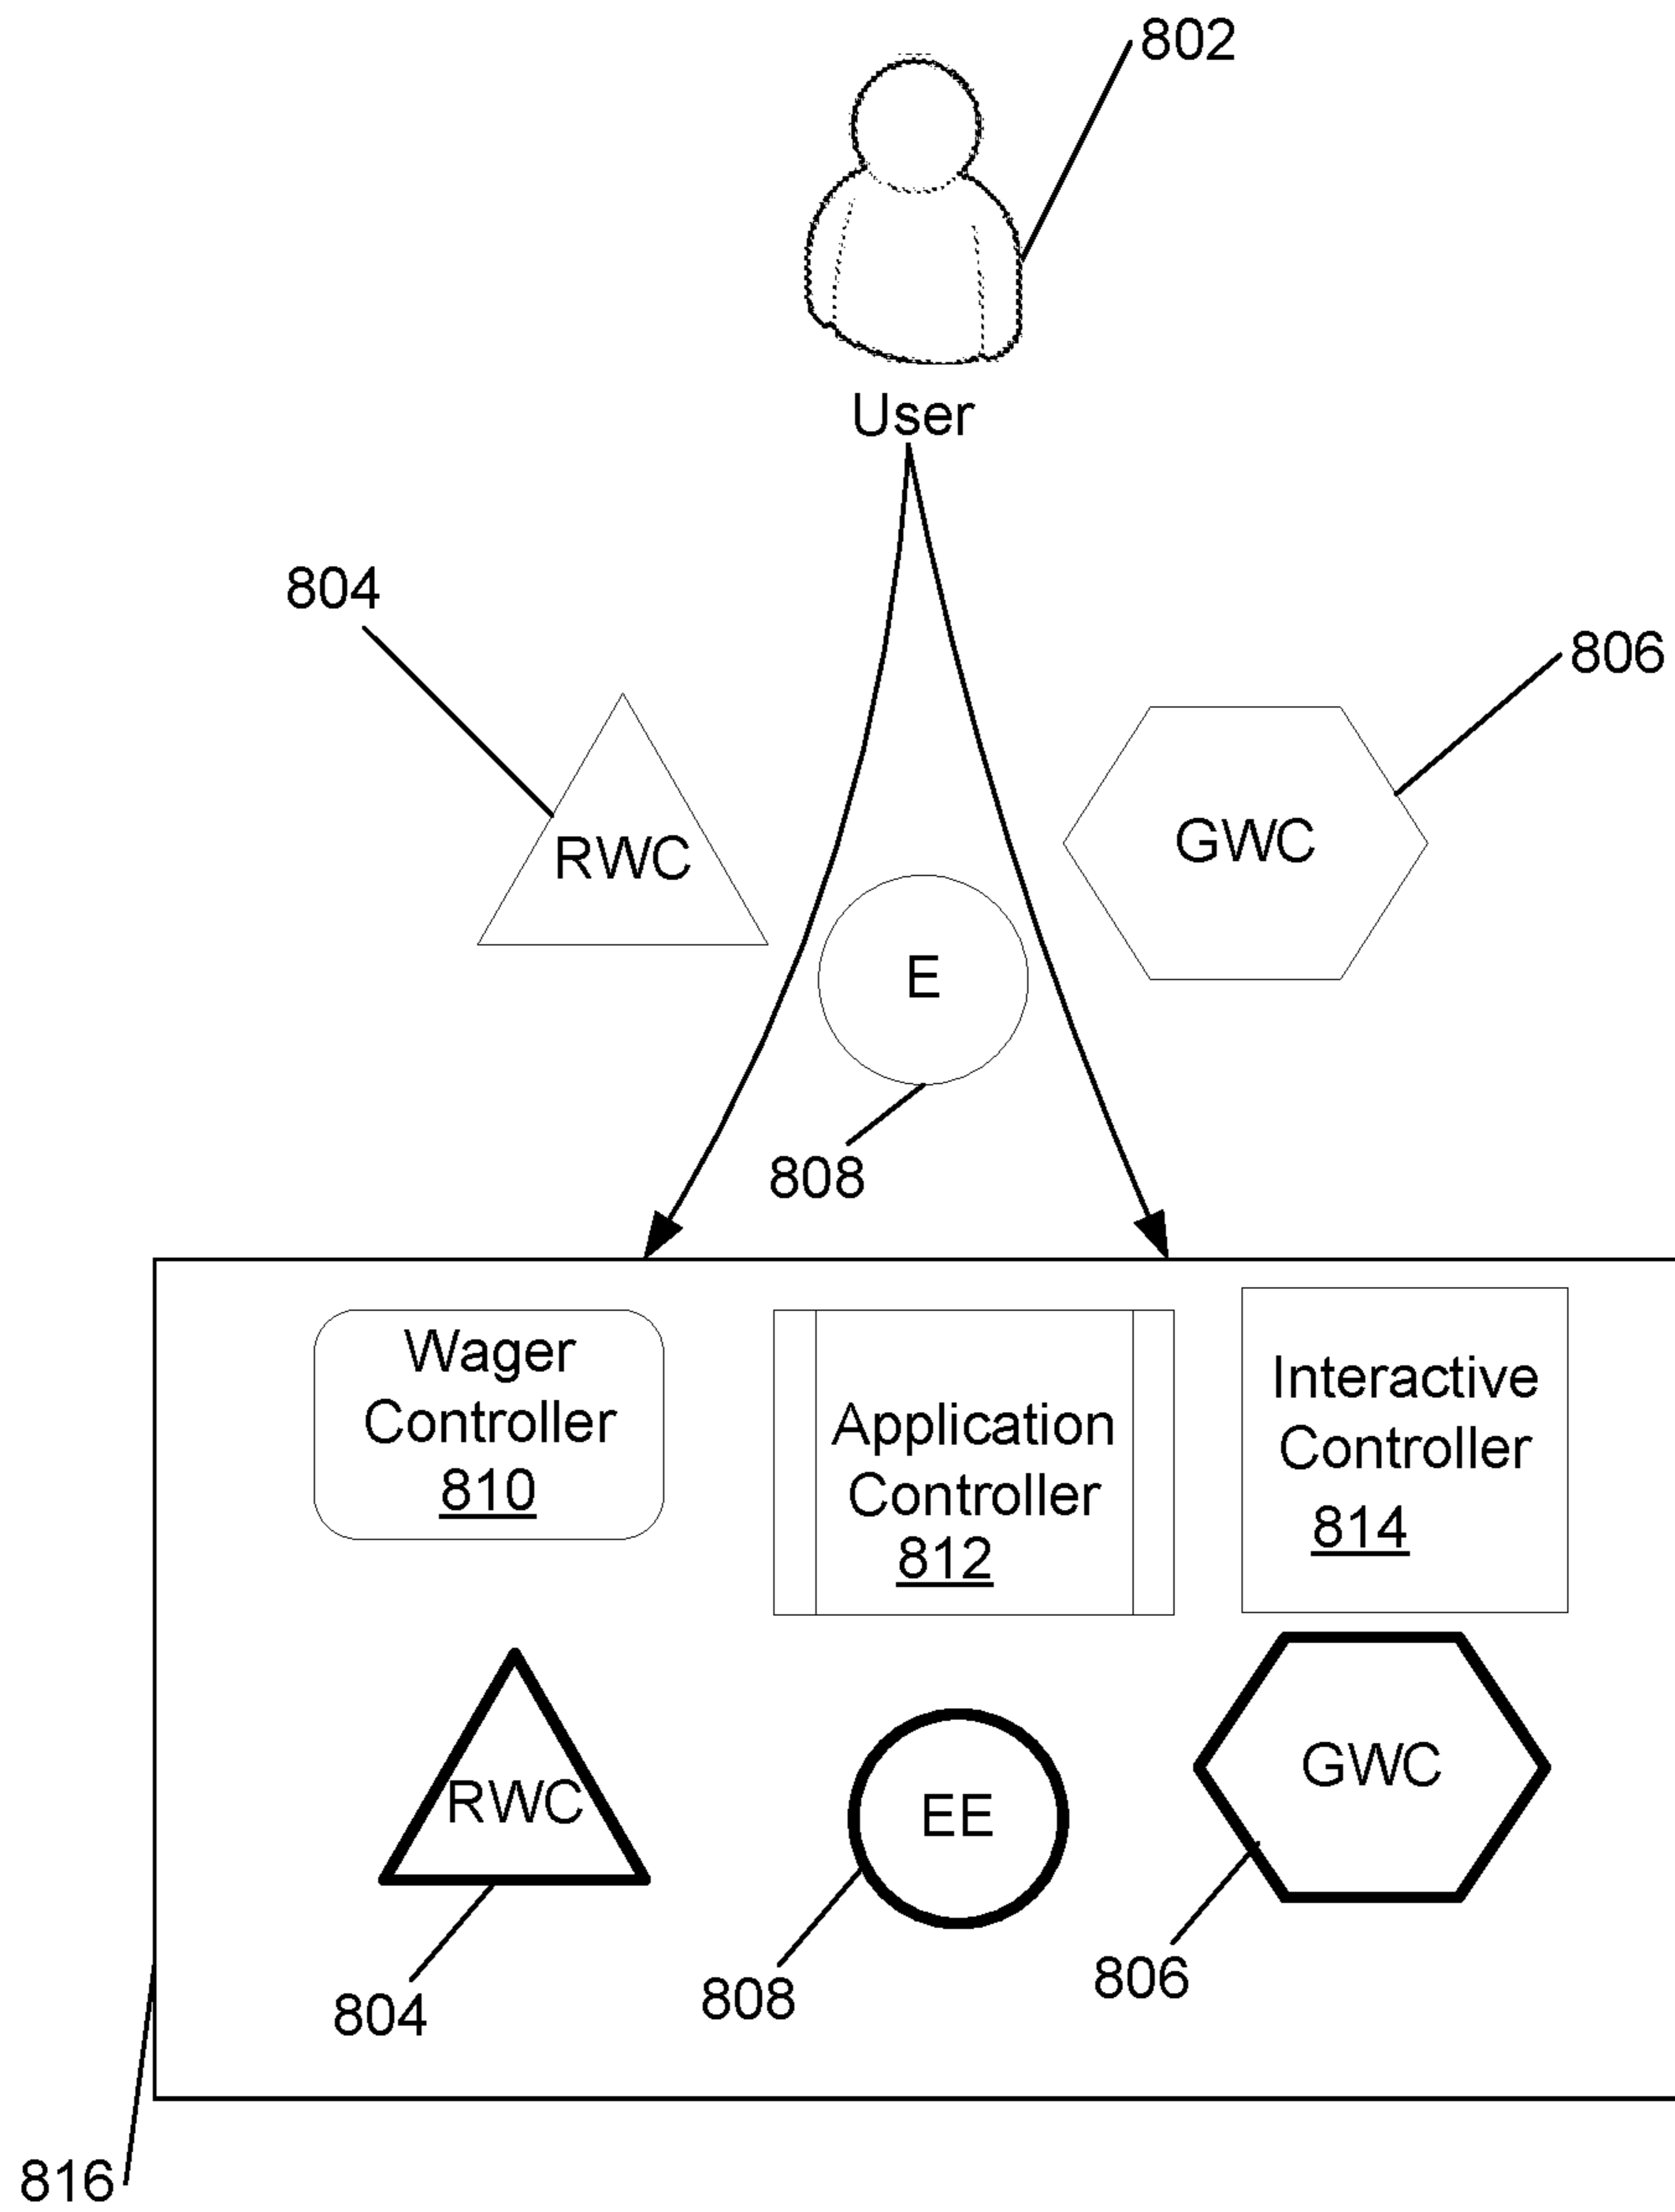 802
User
804
806
RWC
GWC
E
808
Wager
Controller
810
Application
Controller
812
Interactive
Controller
814
RWC
EE
GWC
804
808
806
816